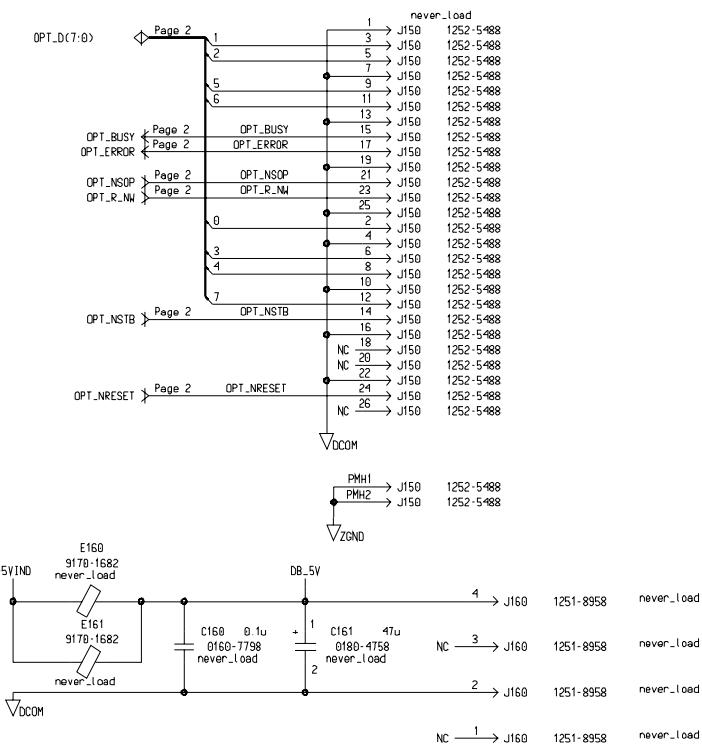 never_load
1 J150 1252-5488
OPT_D(7:0) Page 2 1 3 J150 1252-5488
2 5 J150 1252-5488
7 J150 1252-5488
5 9 J150 1252-5488
6 11 J150 1252-5488
13 J150 1252-5488
OPT_BUSY Page 2 OPT_BUSY 15 J150 1252-5488
OPT_ERROR Page 2 OPT_ERROR 17 J150 1252-5488
19 J150 1252-5488
OPT_NSOP Page 2 OPT_NSOP 21 J150 1252-5488
OPT_R_NW Page 2 OPT_R_NW 23 J150 1252-5488
25 J150 1252-5488
0 2 J150 1252-5488
4 J150 1252-5488
3 6 J150 1252-5488
4 8 J150 1252-5488
10 J150 1252-5488
7 12 J150 1252-5488
OPT_NSTB Page 2 OPT_NSTB 14 J150 1252-5488
16 J150 1252-5488
NC 18 J150 1252-5488
NC 20 J150 1252-5488
22 J150 1252-5488
OPT_NRESET Page 2 OPT_NRESET 24 J150 1252-5488
NC 26 J150 1252-5488
DCOM
PMH1 J150 1252-5488
PMH2 J150 1252-5488
ZGND
E160
9170-1682
never_load
5VIND
DB_5V
4 J160 1251-8958 never_load
E161
9170-1682
never_load
C160 0.1u
0160-7798
never_load
+ 1 C161 47u
0180-4758
never_load
2
NC 3 J160 1251-8958 never_load
2 J160 1251-8958 never_load
DCOM
NC 1 J160 1251-8958 never_load